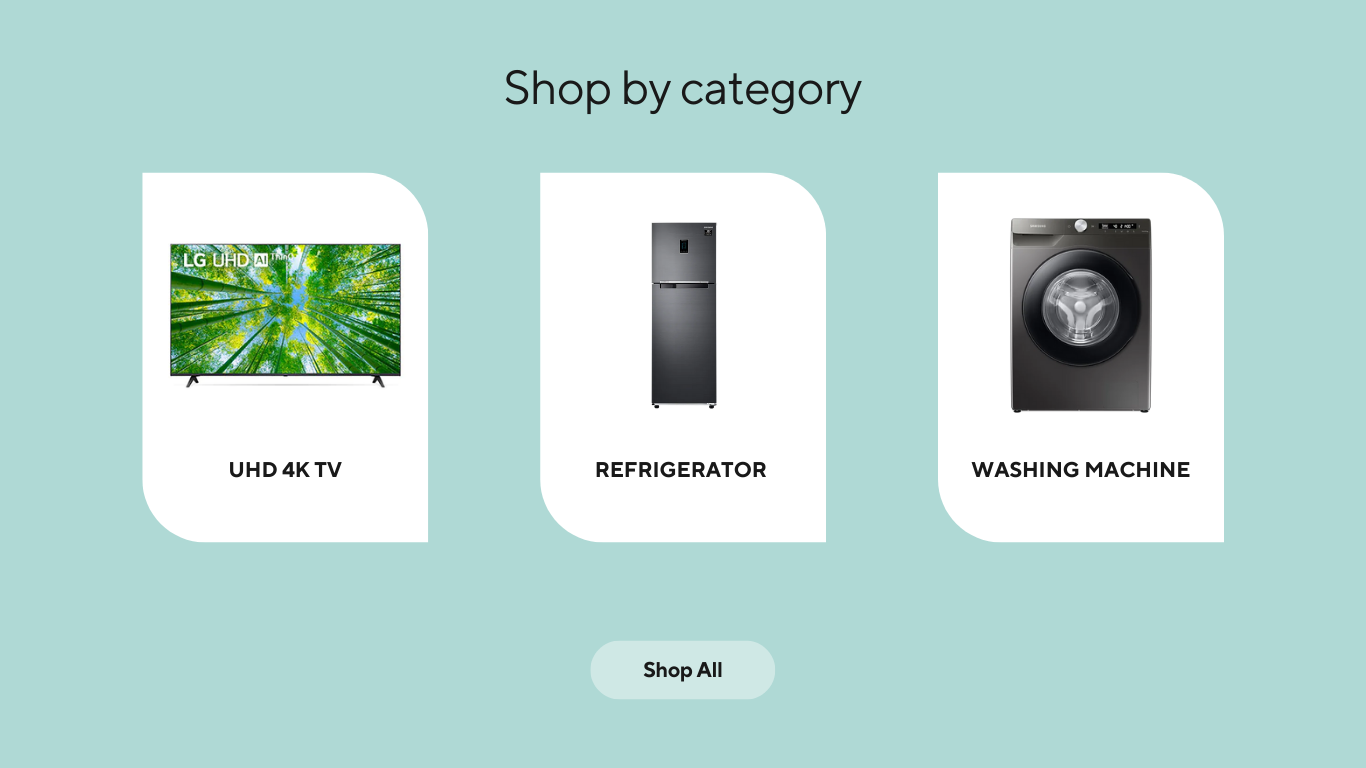 Shop by category
LG UHD AI ThinQ
UHD 4K TV
REFRIGERATOR
WASHING MACHINE
Shop All